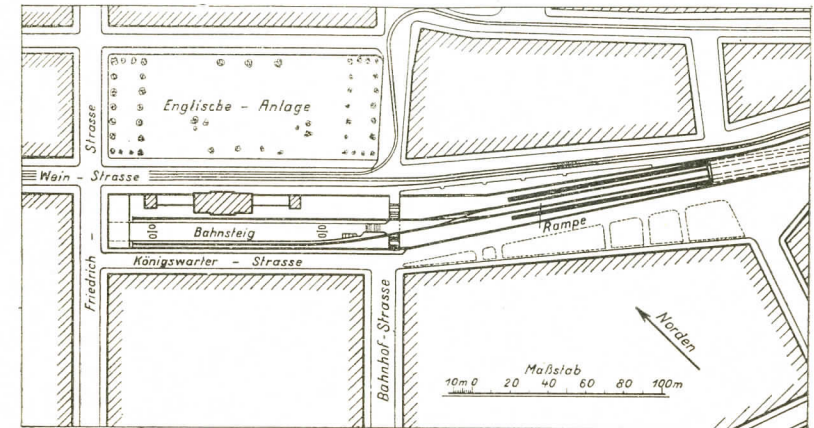 Englische - Anlage
Wein - Strasse
Friedrich - Strasse
Bahnsteig
Königswarter - Strasse
Bahnhof - Strasse
Rampe
Norden
Maßstab
10m 0 20 40 60 80 100m